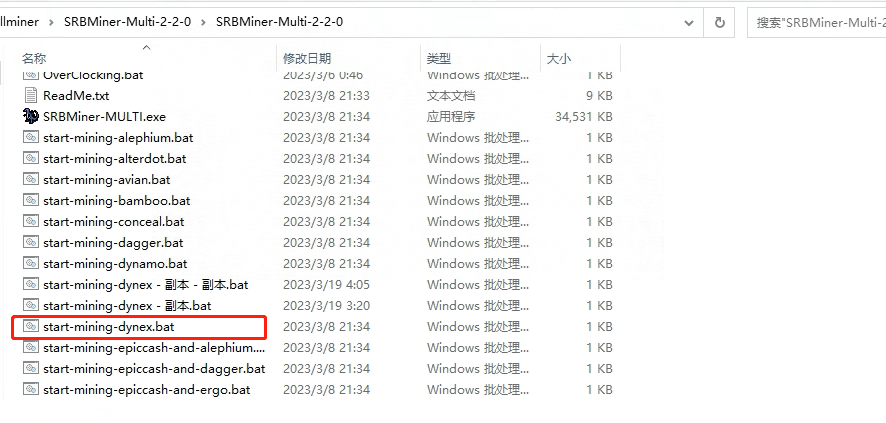 llminer > SRBMiner-Multi-2-2-0 > SRBMiner-Multi-2-2-0 搜索"SRBMiner-Multi-2
名称 修改日期 类型 大小
OverClocking.bat 2023/3/6 0:46 Windows 批处理... 1 KB
ReadMe.txt 2023/3/8 21:33 文本文档 9 KB
SRBMiner-MULTI.exe 2023/3/8 21:34 应用程序 34,531 KB
start-mining-alephium.bat 2023/3/8 21:34 Windows 批处理... 1 KB
start-mining-alterdot.bat 2023/3/8 21:34 Windows 批处理... 1 KB
start-mining-avian.bat 2023/3/8 21:34 Windows 批处理... 1 KB
start-mining-bamboo.bat 2023/3/8 21:34 Windows 批处理... 1 KB
start-mining-conceal.bat 2023/3/8 21:34 Windows 批处理... 1 KB
start-mining-dagger.bat 2023/3/8 21:34 Windows 批处理... 1 KB
start-mining-dynamo.bat 2023/3/8 21:34 Windows 批处理... 1 KB
start-mining-dynex - 副本 - 副本.bat 2023/3/19 4:05 Windows 批处理... 1 KB
start-mining-dynex - 副本.bat 2023/3/19 3:20 Windows 批处理... 1 KB
start-mining-dynex.bat 2023/3/8 21:34 Windows 批处理... 1 KB
start-mining-epiccash-and-alephium.... 2023/3/8 21:34 Windows 批处理... 1 KB
start-mining-epiccash-and-dagger.bat 2023/3/8 21:34 Windows 批处理... 1 KB
start-mining-epiccash-and-ergo.bat 2023/3/8 21:34 Windows 批处理... 1 KB